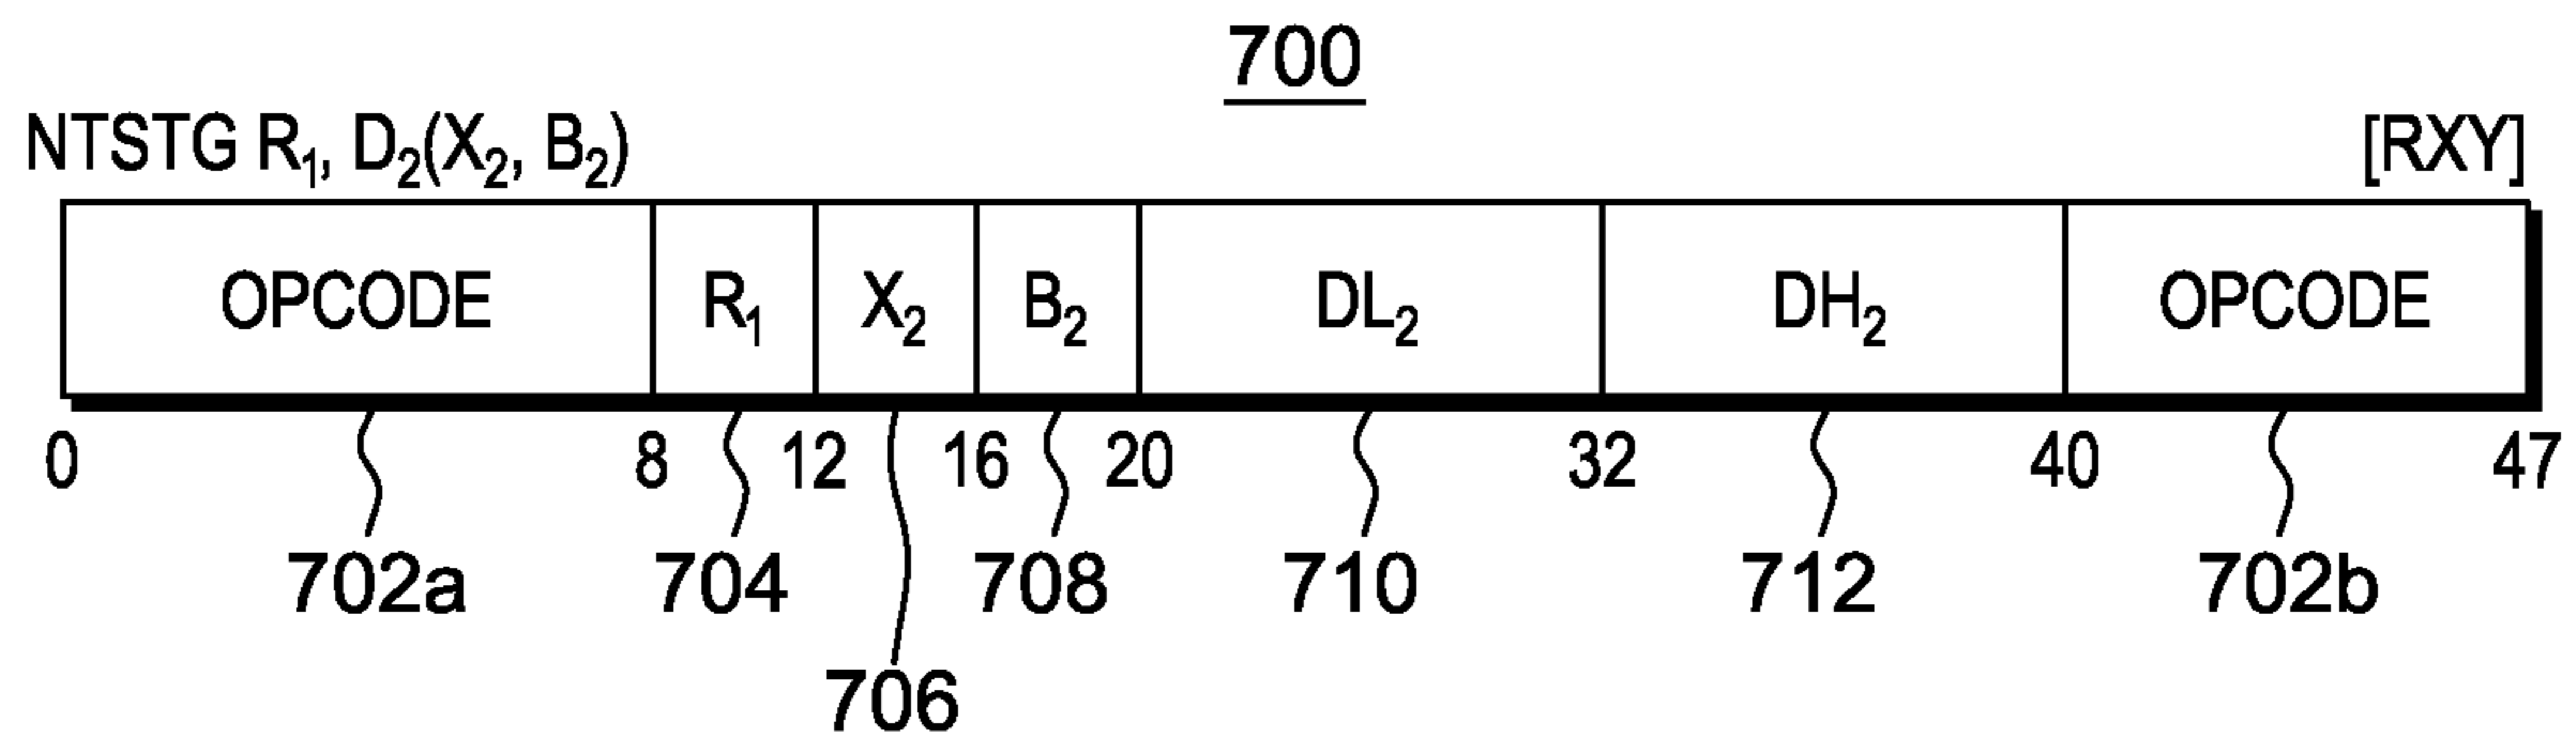 700
NTSTG R1, D2(X2, B2) [RXY]
OPCODE R1 X2 B2 DL2 DH2 OPCODE
0 8 12 16 20 32 40 47
702a 704 708 710 712 702b
706